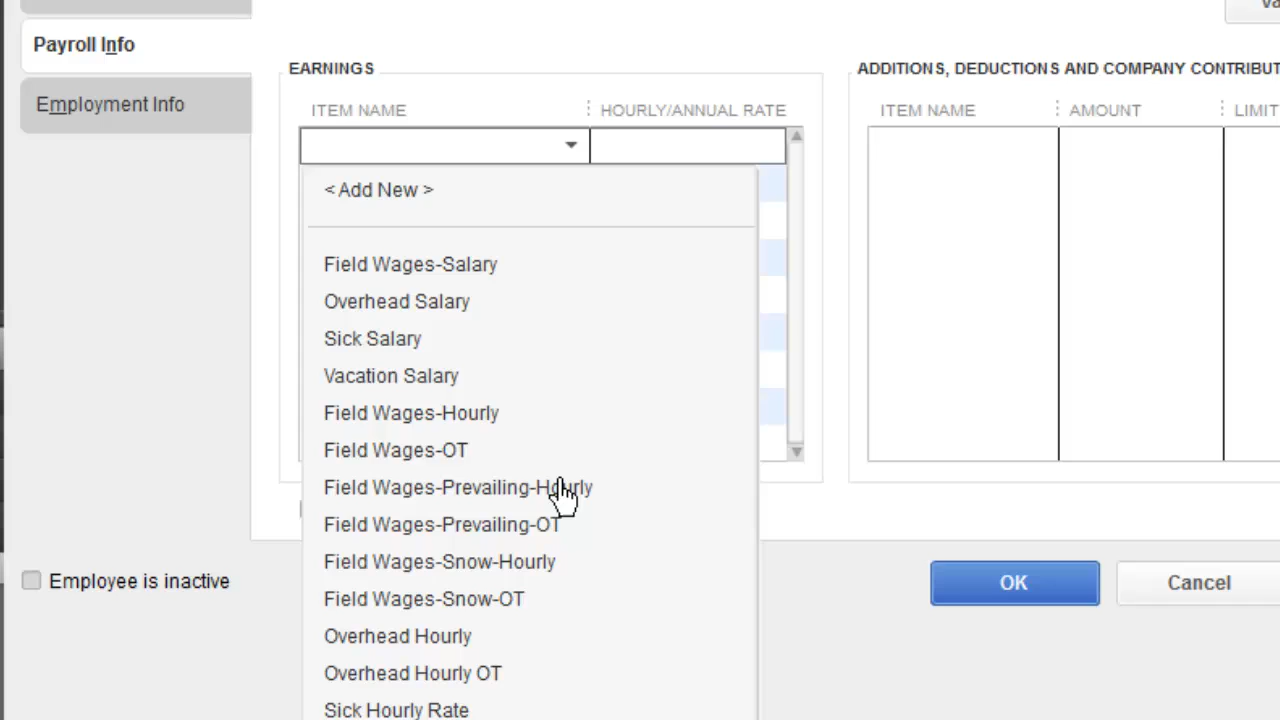 Payroll Info
Employment Info
EARNINGS
ITEM NAME
HOURLY/ANNUAL RATE
< Add New >
Field Wages-Salary
Overhead Salary
Sick Salary
Vacation Salary
Field Wages-Hourly
Field Wages-OT
Field Wages-Prevailing-Hourly
Field Wages-Prevailing-OT
Field Wages-Snow-Hourly
Field Wages-Snow-OT
Overhead Hourly
Overhead Hourly OT
Sick Hourly Rate
ADDITIONS, DEDUCTIONS AND COMPANY CONTRIBUT
ITEM NAME
AMOUNT
LIMIT
Employee is inactive
OK
Cancel